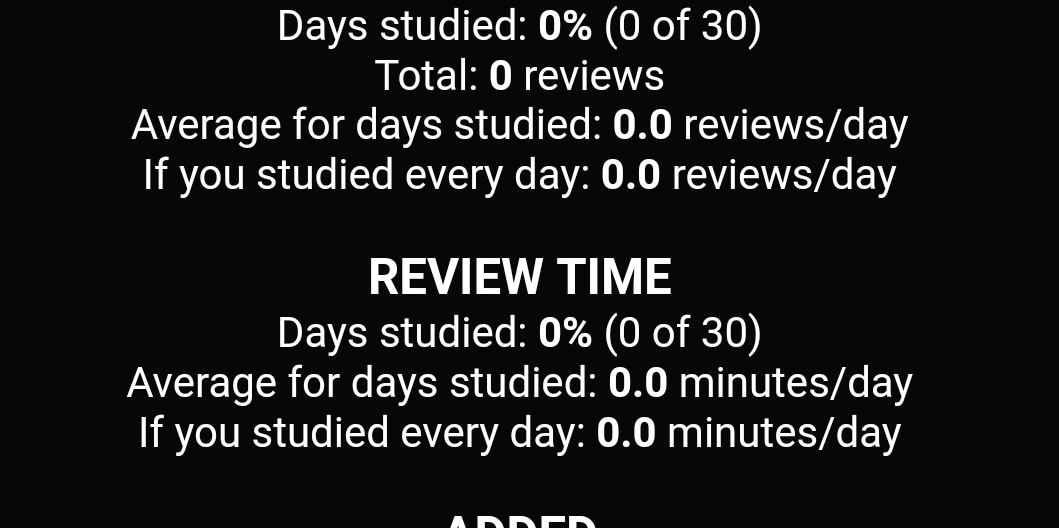 Days studied: 0% (0 of 30)
Total: 0 reviews
Average for days studied: 0.0 reviews/day
If you studied every day: 0.0 reviews/day
REVIEW TIME
Days studied: 0% (0 of 30)
Average for days studied: 0.0 minutes/day
If you studied every day: 0.0 minutes/day
ADDED